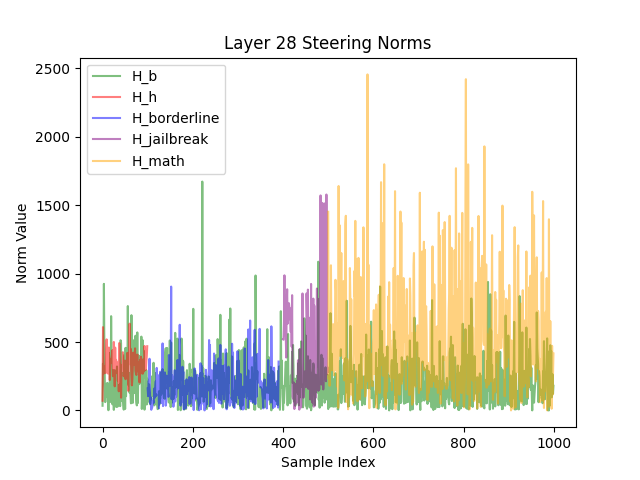 Layer 28 Steering Norms
H_b
H_h
H_borderline
H_jailbreak
H_math
Norm Value
2500
2000
1500
1000
500
0
0
200
400
600
800
1000
Sample Index